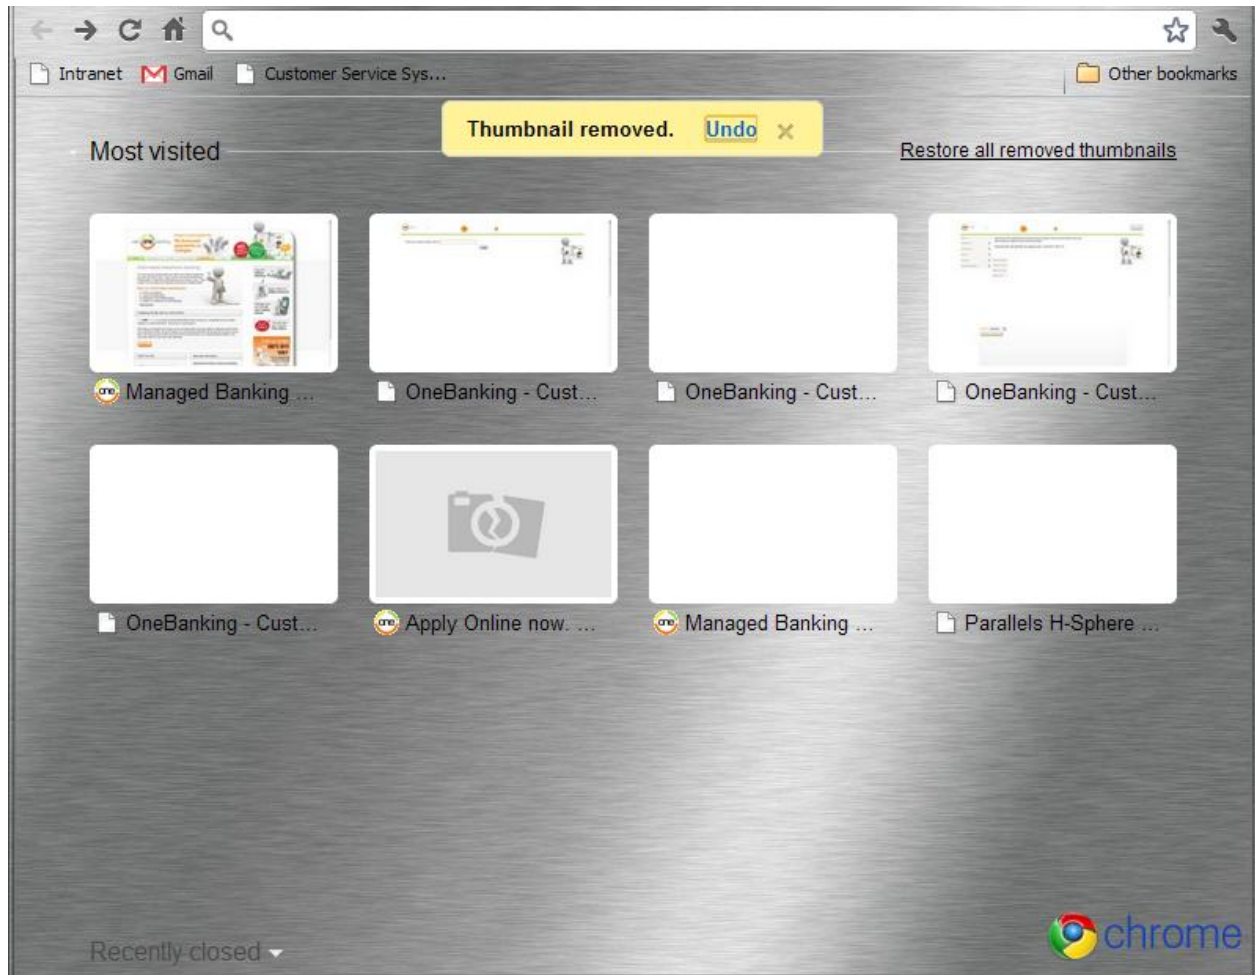 Intranet Gmail Customer Service Sys... Other bookmarks
Thumbnail removed. Undo
Most visited
Restore all removed thumbnails
Managed Banking ... OneBanking - Cust... OneBanking - Cust... OneBanking - Cust...
OneBanking - Cust... Apply Online now. ... Managed Banking ... Parallels H-Sphere ...
Recently closed
chrome